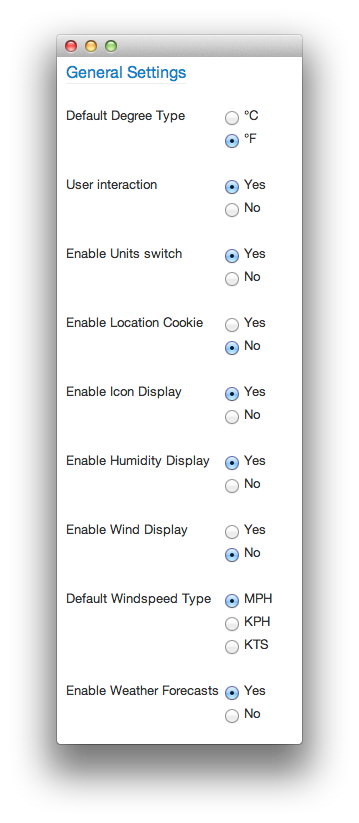 General Settings
Default Degree Type °C
°F
User interaction Yes
No
Enable Units switch Yes
No
Enable Location Cookie Yes
No
Enable Icon Display Yes
No
Enable Humidity Display Yes
No
Enable Wind Display Yes
No
Default Windspeed Type MPH
KPH
KTS
Enable Weather Forecasts Yes
No